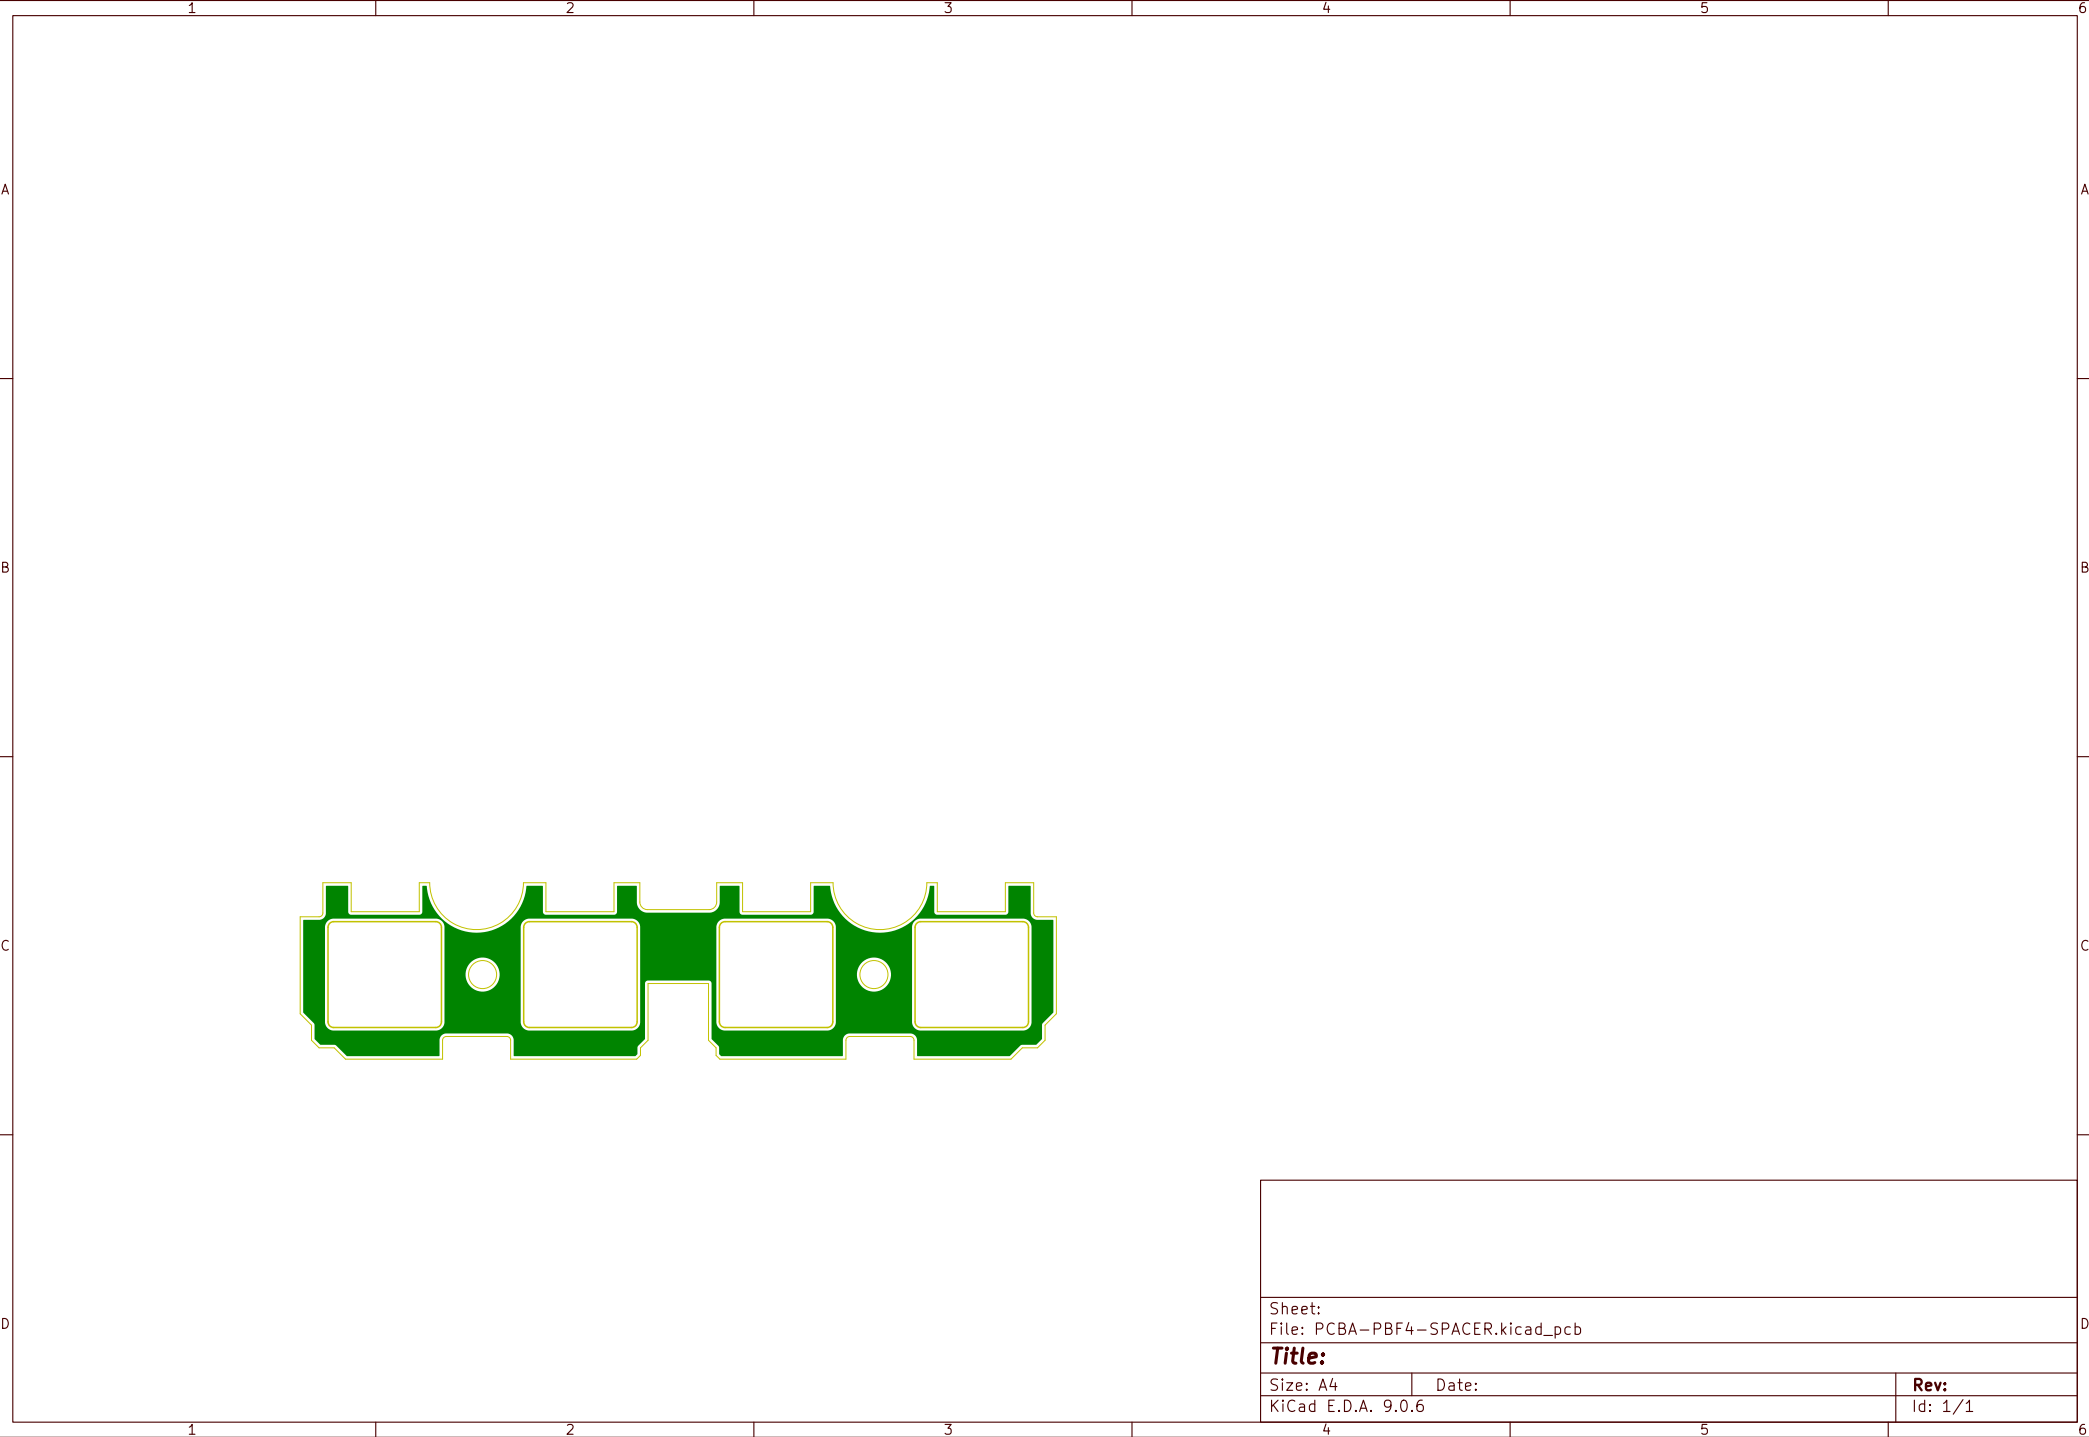 1 2 3 4 5 6
A A
B B
C C
Sheet:
File: PCBA-PBF4-SPACER.kicad_pcb
D D
Title:
Size: A4 Date: Rev:
KiCad E.D.A. 9.0.6 Id: 1/1
1 2 3 4 5 6